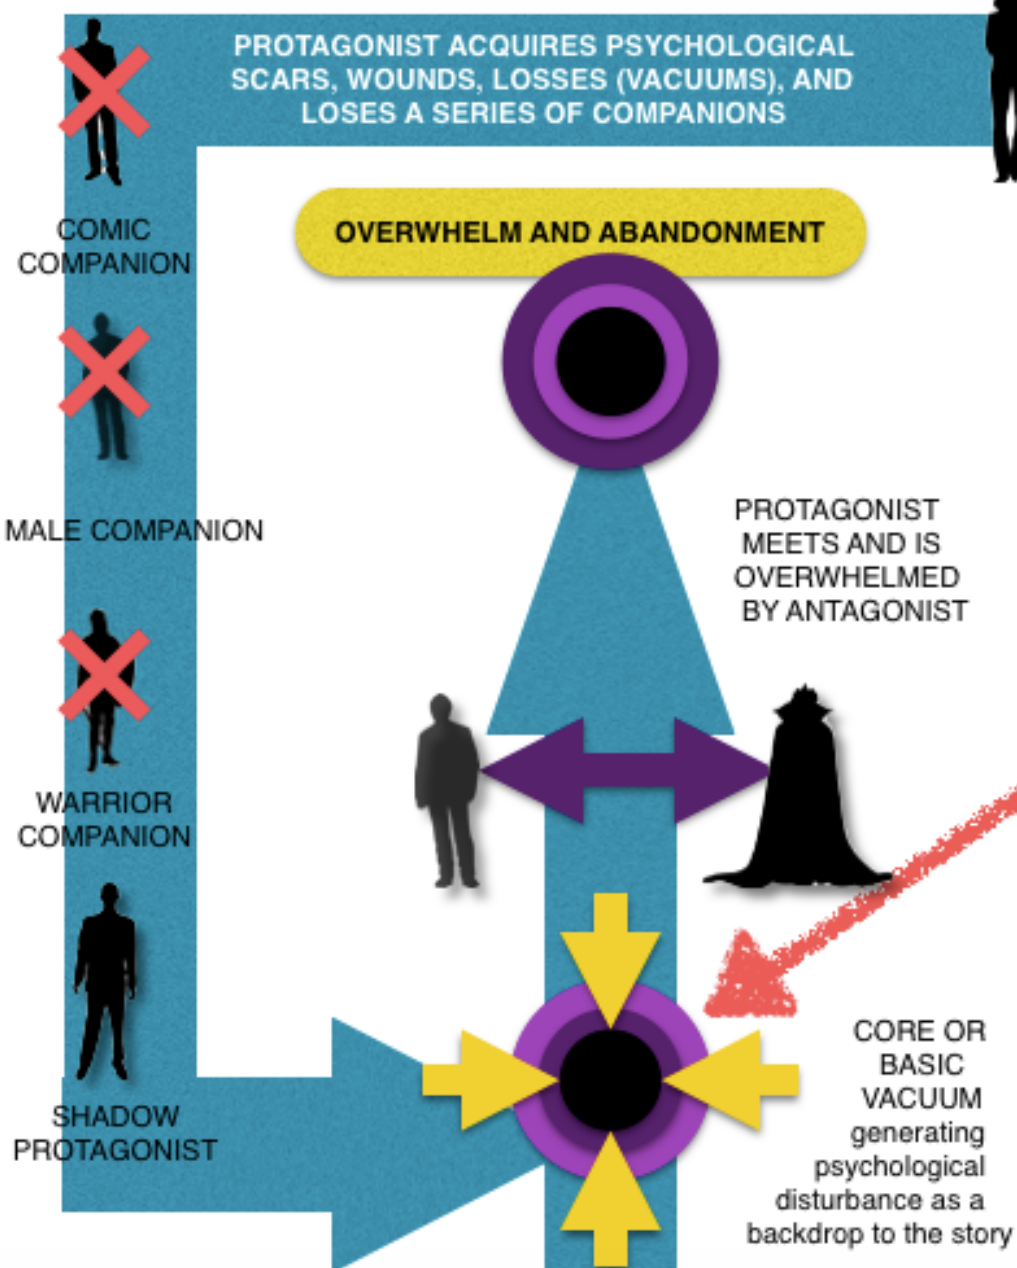 PROTAGONIST ACQUIRES PSYCHOLOGICAL
SCARS, WOUNDS, LOSSES (VACUUMS), AND
LOSES A SERIES OF COMPANIONS
COMIC
COMPANION
OVERWHELM AND ABANDONMENT
MALE COMPANION
PROTAGONIST
MEETS AND IS
OVERWHELMED
BY ANTAGONIST
WARRIOR
COMPANION
SHADOW
PROTAGONIST
CORE OR
BASIC
VACUUM
generating
psychological
disturbance as a
backdrop to the story